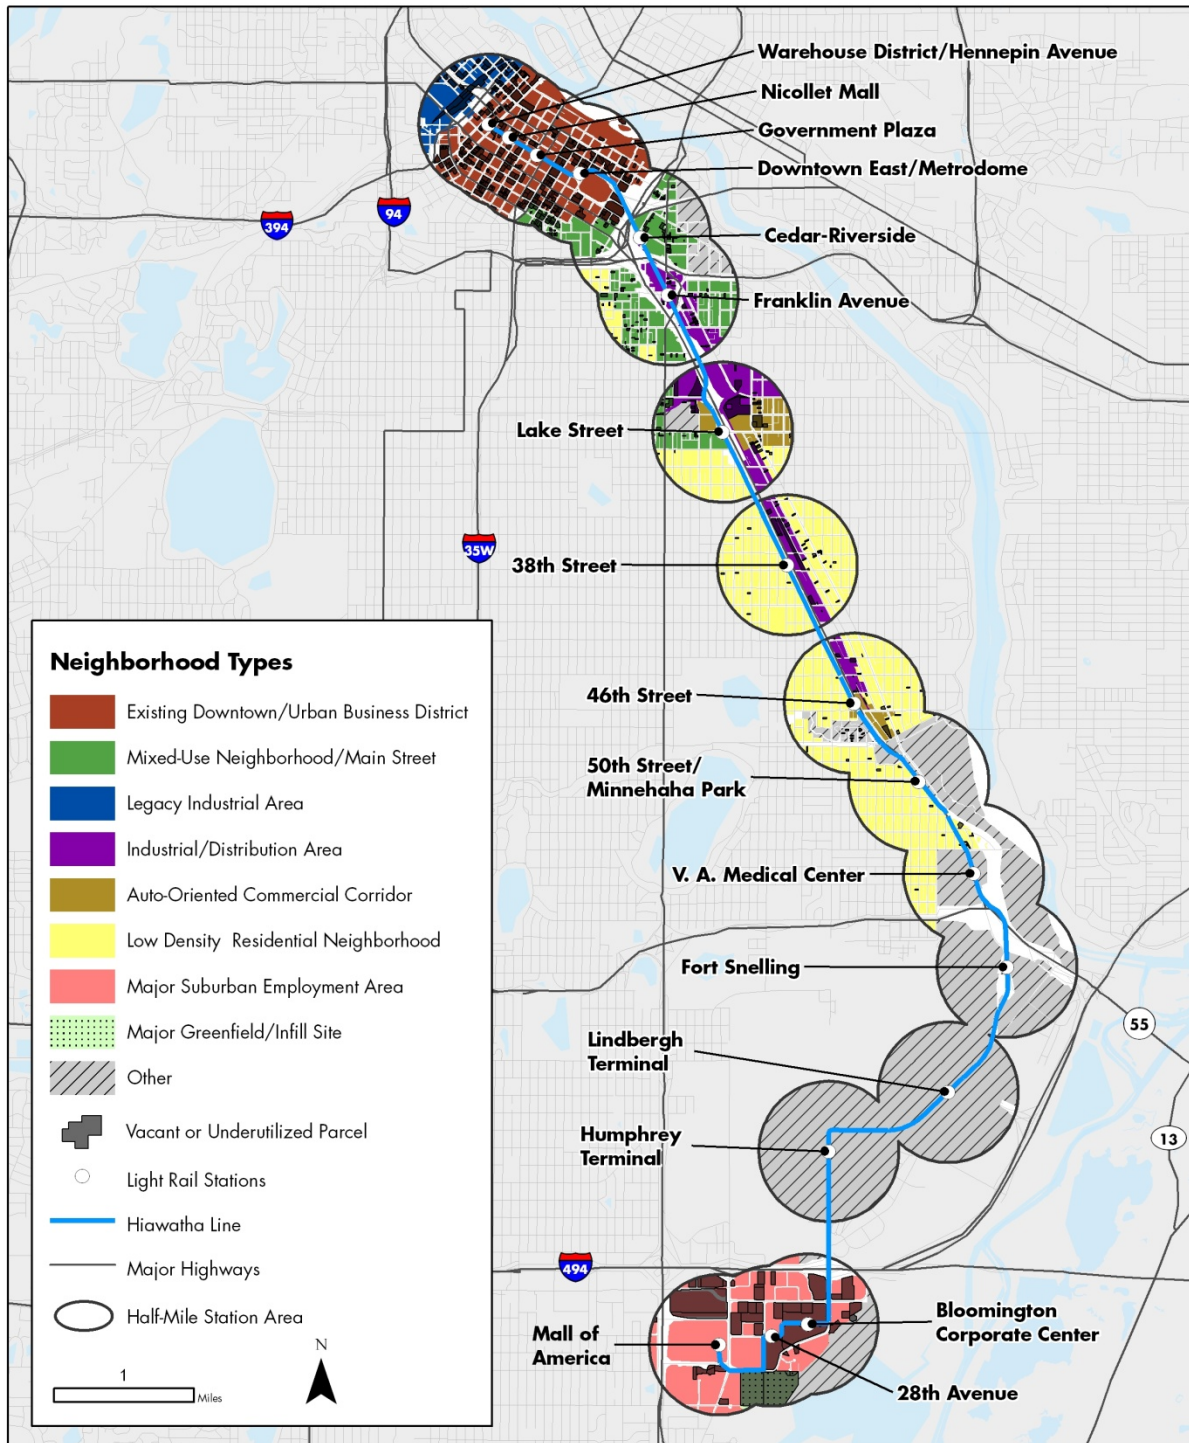 Warehouse District/Hennepin Avenue
Nicollet Mall
Government Plaza
Downtown East/Metrodome
394
94
Cedar-Riverside
Franklin Avenue
Lake Street
35W
38th Street
46th Street
50th Street/
Minnehaha Park
V. A. Medical Center
Fort Snelling
55
Lindbergh
Terminal
Humphrey
Terminal
13
494
Mall of
America
Bloomington
Corporate Center
28th Avenue
Neighborhood Types
Existing Downtown/Urban Business District
Mixed-Use Neighborhood/Main Street
Legacy Industrial Area
Industrial/Distribution Area
Auto-Oriented Commercial Corridor
Low Density Residential Neighborhood
Major Suburban Employment Area
Major Greenfield/Infill Site
Other
Vacant or Underutilized Parcel
Light Rail Stations
Hiawatha Line
Major Highways
Half-Mile Station Area
1
Miles
N